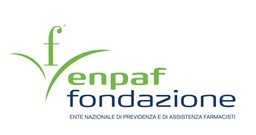 f®
enpaf
fondazione
ENTE NAZIONALE DI PREVIDENZA E DI ASSISTENZA FARMACISTI